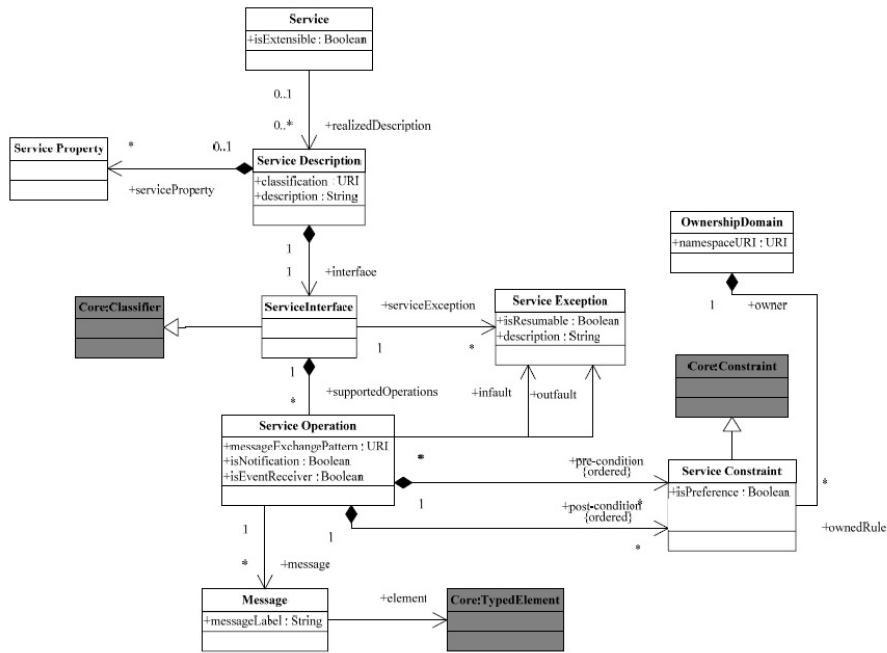 Service
+isExtensible : Boolean
0..1
0..*
+realizedDescription
Service Property
*
0..1
+serviceProperty
Service Description
+classification : URI
+description : String
1
1
+interface
OwnershipDomain
+namespaceURI : URI
1
+owner
Core:Classifier
ServiceInterface
+serviceException
1
*
Service Exception
+isResumable : Boolean
+description : String
1
*
+supportedOperations
+infault
+outfault
Core:Constraint
Service Operation
+messageExchangePattern : URI
+isNotification : Boolean
+isEventReceiver : Boolean
*
+pre-condition
{ordered}
1
*
Service Constraint
+isPreference : Boolean
*
+ownedRule
+post-condition
{ordered}
1
*
1
*
+message
Message
+messageLabel : String
+element
Core:TypedElement